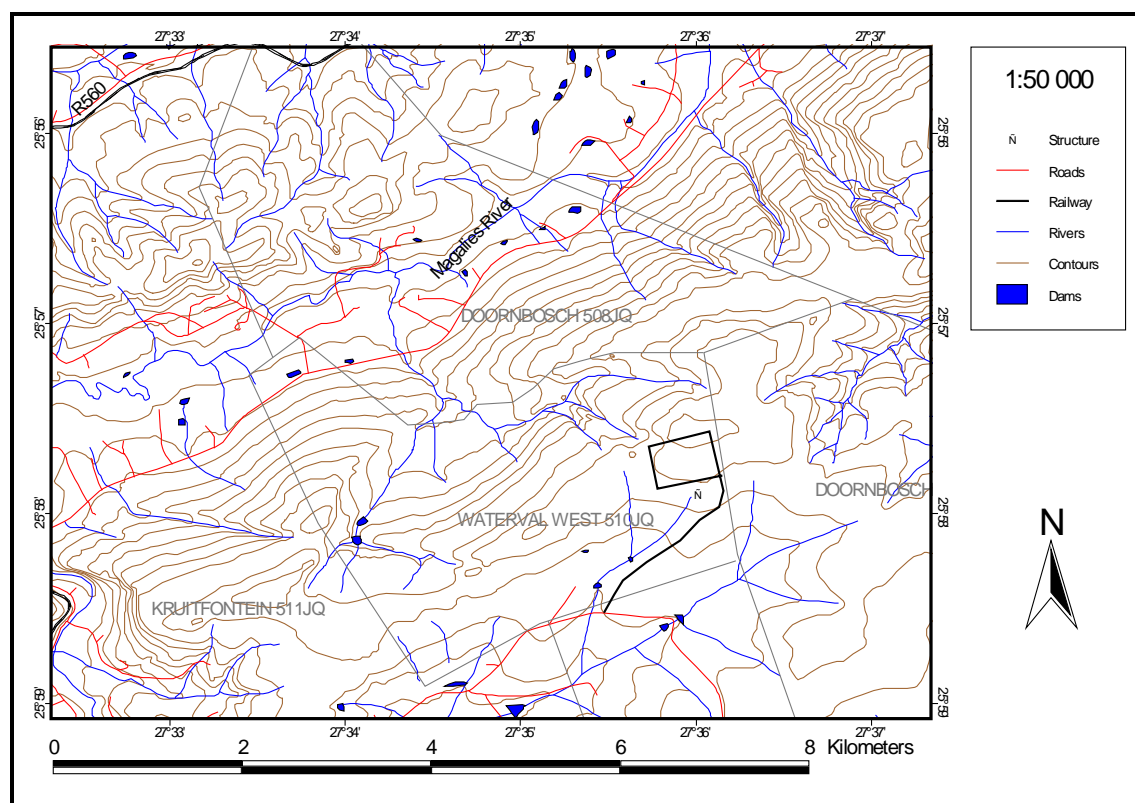 27°33' 27°34' 27°35' 27°36' 27°37'
R560
25°56' 25°56'
Magalies River
DOORNBOSCH 508JQ
25°57' 25°57'
DOORNBOSCH
WATERVAL WEST 510JQ
25°58' 25°58'
KRUITFONTEIN 511JQ
25°59' 25°59'
27°33' 27°34' 27°35' 27°36' 27°37'
0 2 4 6 8 Kilometers
1:50 000
Ñ Structure
Roads
Railway
Rivers
Contours
Dams
Ñ
N